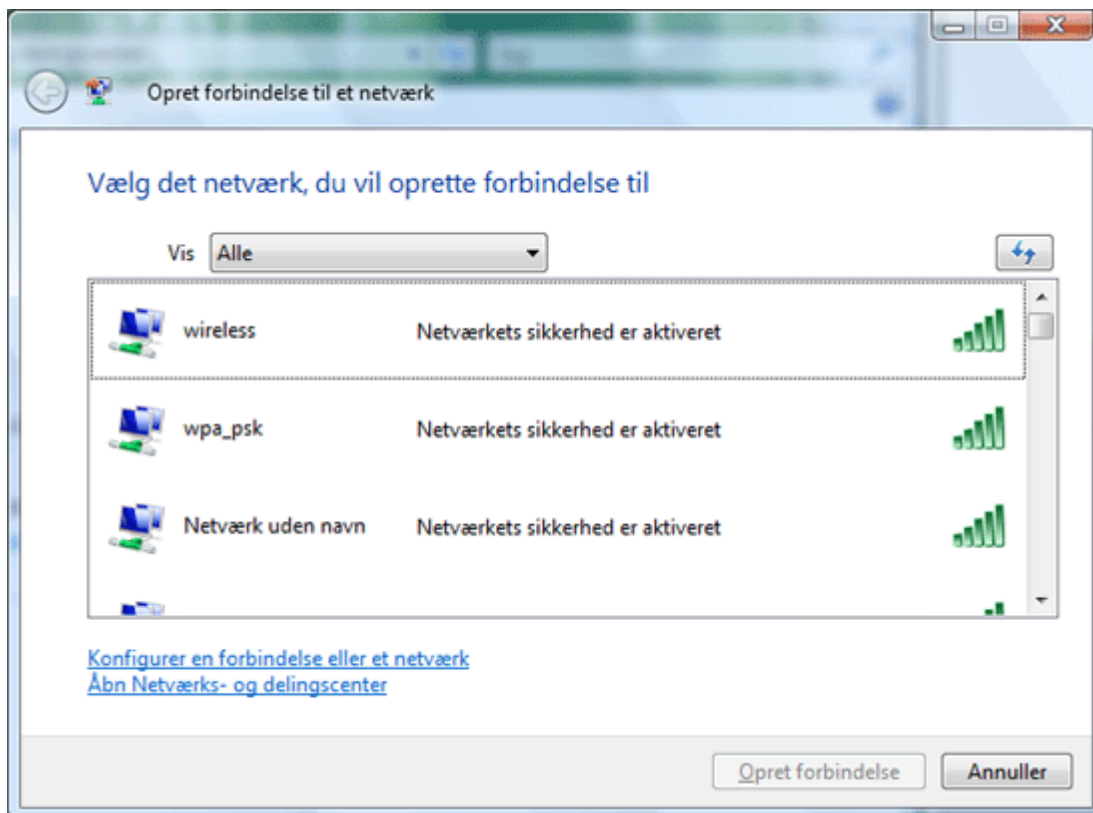 Opret forbindelse til et netværk
Vælg det netværk, du vil oprette forbindelse til
Vis Alle
wireless Netværkets sikkerhed er aktiveret
wpa_psk Netværkets sikkerhed er aktiveret
Netværk uden navn Netværkets sikkerhed er aktiveret
Konfigurer en forbindelse eller et netværk
Åbn Netværks- og delingscenter
Opret forbindelse Annuller